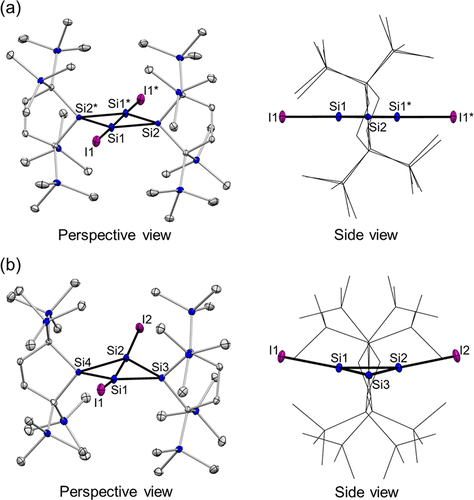 (a)
Si2* Si1* I1*
I1 Si1 Si2
I1 Si1 Si1* I1*
Si2
Perspective view Side view
(b)
I2
Si2
Si4 Si3
I1 Si1
I1 Si1 Si2 I2
Si3
Perspective view Side view